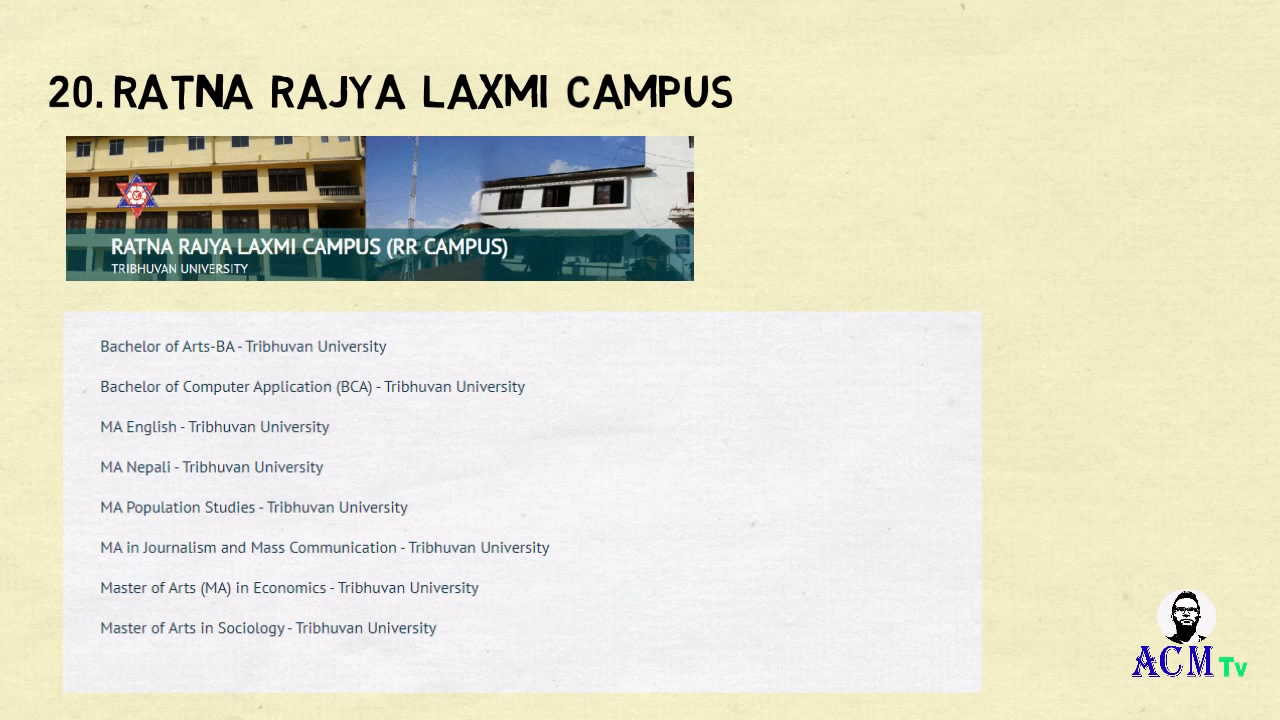 20. RATNA RAJYA LAXMI CAMPUS
RATNA RAJYA LAXMI CAMPUS (RR CAMPUS)
TRIBHUVAN UNIVERSITY
Bachelor of Arts-BA - Tribhuvan University
Bachelor of Computer Application (BCA) - Tribhuvan University
MA English - Tribhuvan University
MA Nepali - Tribhuvan University
MA Population Studies - Tribhuvan University
MA in Journalism and Mass Communication - Tribhuvan University
Master of Arts (MA) in Economics - Tribhuvan University
Master of Arts in Sociology - Tribhuvan University
ACM Tv